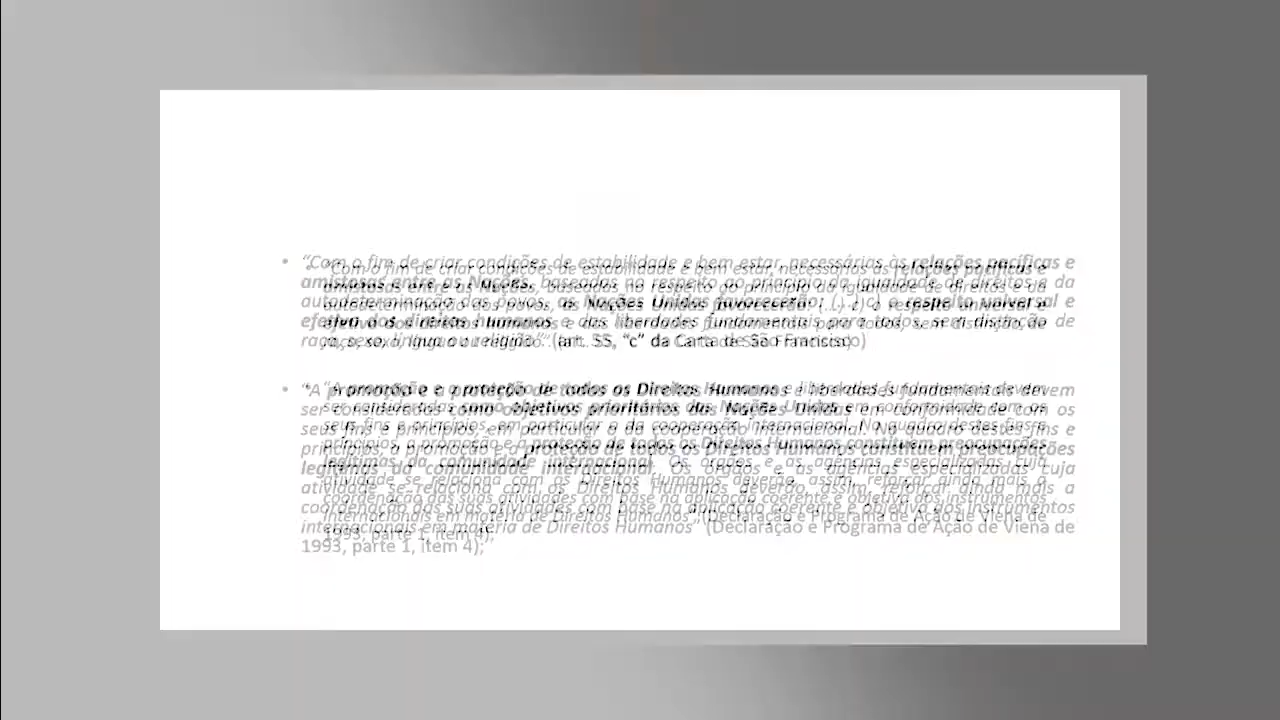 • “Com o fim de criar condições de estabilidade e bem estar, necessárias às relações pacíficas e
amistosas entre as Nações, baseadas no respeito ao princípio da igualdade de direitos e da
autodeterminação dos povos, as Nações Unidas favorecerão: (...) c) o respeito universal e
efetivo dos direitos humanos e das liberdades fundamentais para todos, sem distinção de
raça, sexo, língua ou religião”. (art. 55, “c” da Carta de São Francisco)
• “A promoção e a proteção de todos os Direitos Humanos e liberdades fundamentais devem
ser consideradas como objetivos prioritários das Nações Unidas em conformidade com os
seus fins e princípios, em particular o da cooperação internacional. No quadro destes fins e
princípios, a promoção e a proteção de todos os Direitos Humanos constituem preocupações
legítimas da comunidade internacional. Os órgãos e as agências especializadas cuja
atividade se relaciona com os Direitos Humanos deverão, assim, reforçar ainda mais a
coordenação das suas atividades com base na aplicação coerente e objetiva dos instrumentos
internacionais em matéria de Direitos Humanos” (Declaração e Programa de Ação de Viena de
1993, parte 1, item 4);